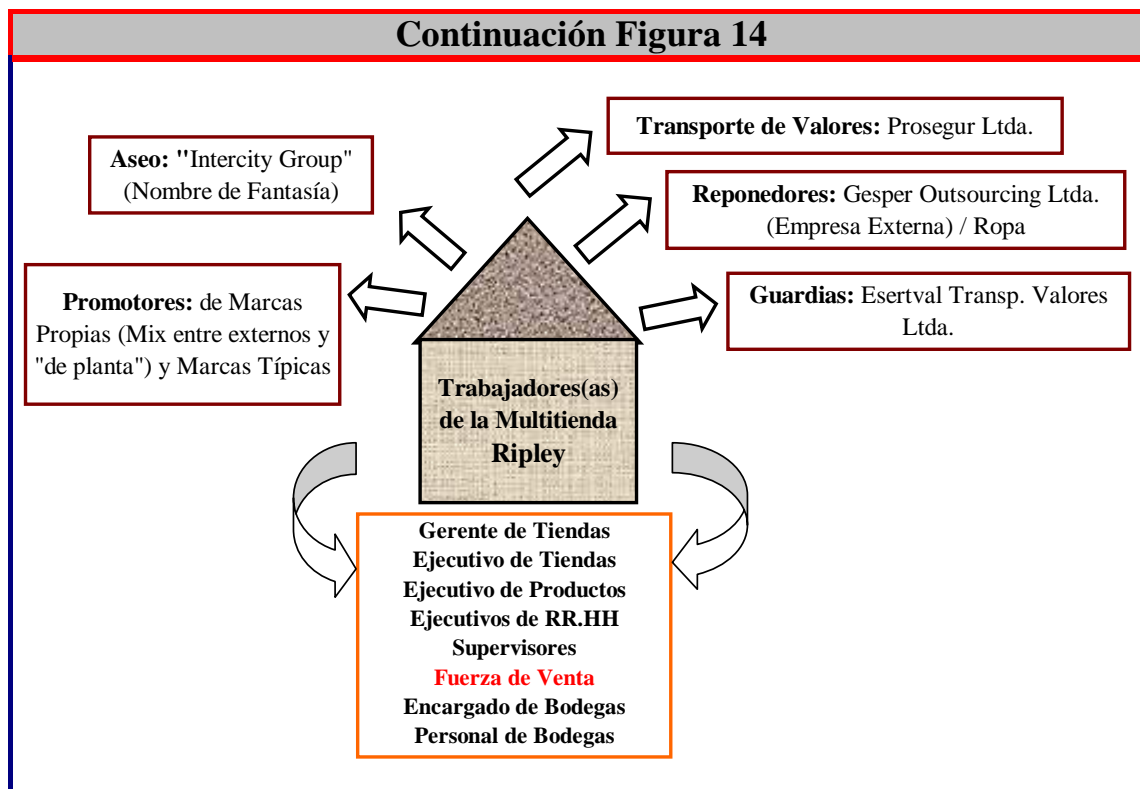 Continuación Figura 14
Transporte de Valores: Prosegur Ltda.
Aseo: "Intercity Group"
(Nombre de Fantasía)
Reponedores: Gesper Outsourcing Ltda.
(Empresa Externa) / Ropa
Promotores: de Marcas
Propias (Mix entre externos y
"de planta") y Marcas Típicas
Guardias: Esertval Transp. Valores
Ltda.
Trabajadores(as)
de la Multitienda
Ripley
Gerente de Tiendas
Ejecutivo de Tiendas
Ejecutivo de Productos
Ejecutivos de RR.HH
Supervisores
Fuerza de Venta
Encargado de Bodegas
Personal de Bodegas